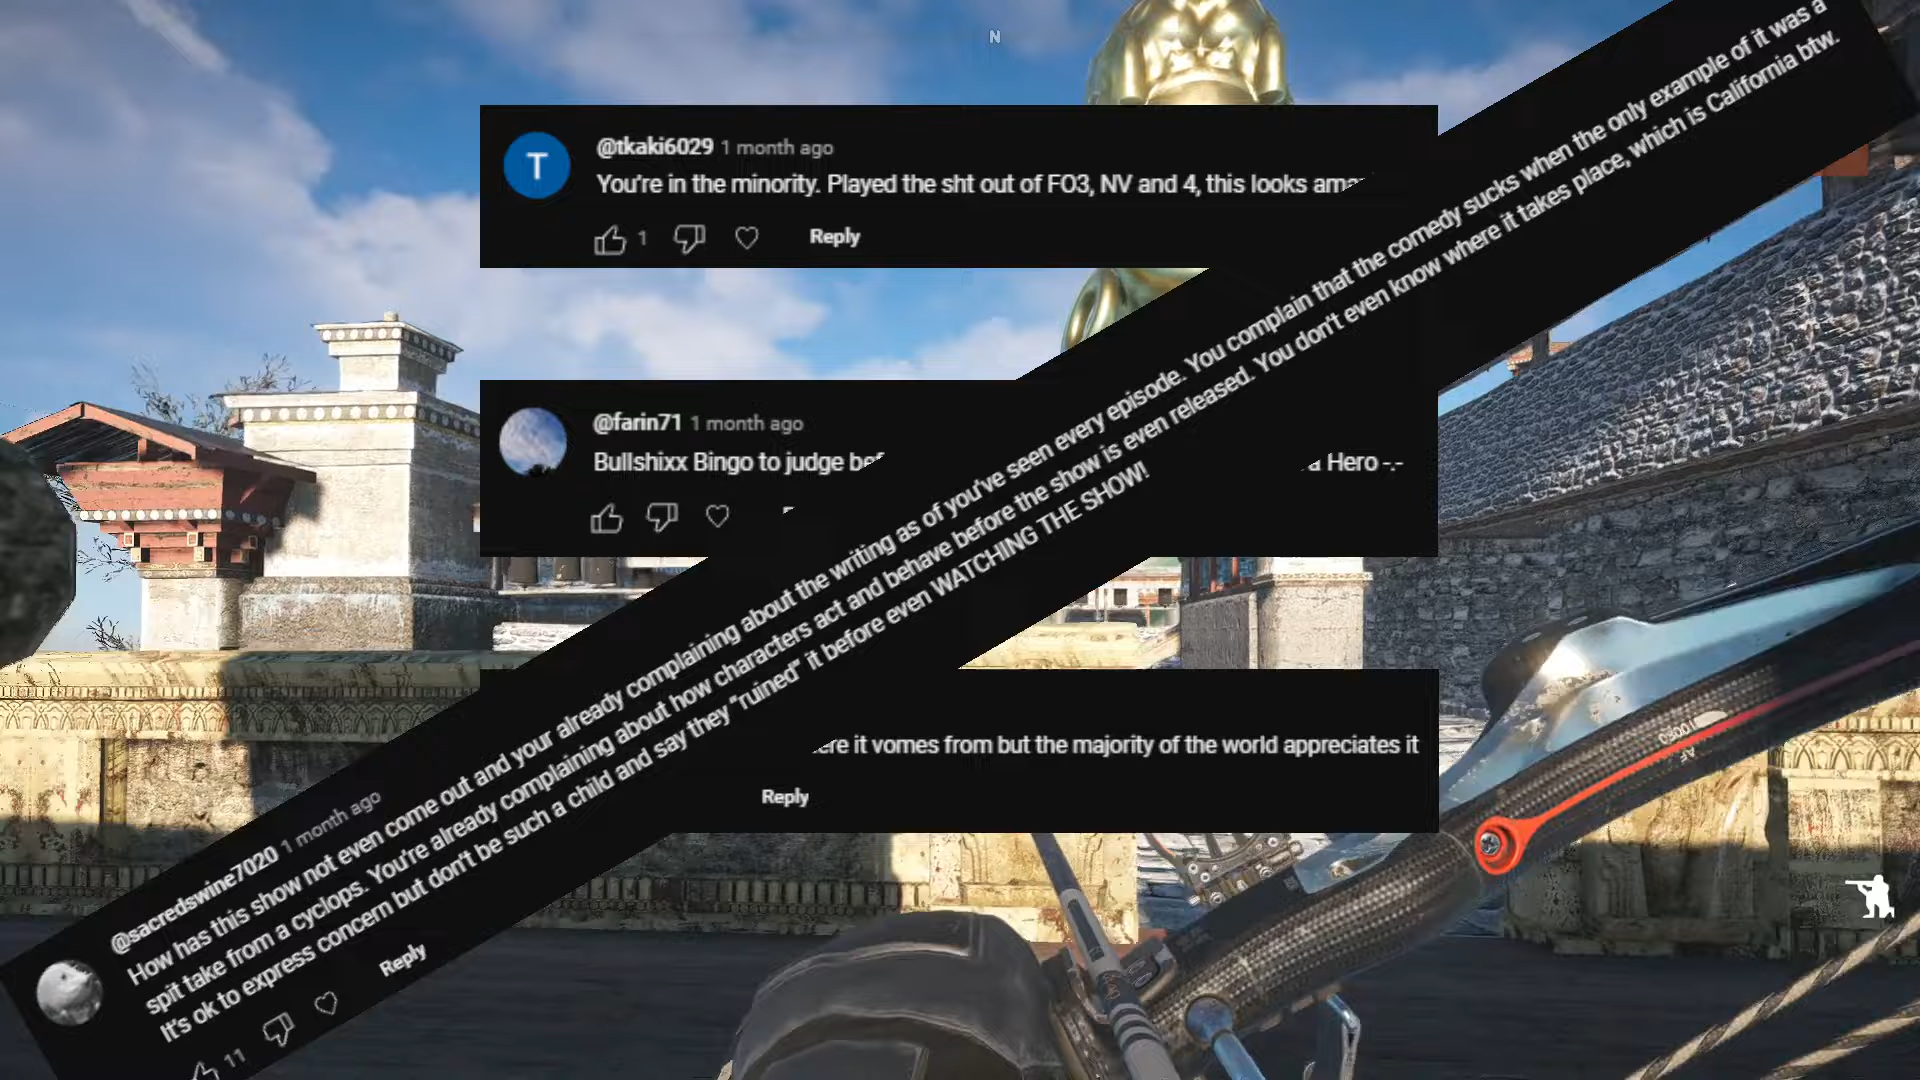 N
@tkaki6029 1 month ago
You're in the minority. Played the sht out of FO3, NV and 4, this looks
1
Reply
@farin71 1 month ago
Bullshixx Bingo to judge
a Hero -.-
@sacredswine7020 1 month ago
How has this show not even come out and your already complaining about the writing as of you've seen every episode. You complain that the comedy sucks when the only example of it was a
spit take from a cyclops. You're already complaining about how characters act and behave before the show is even released. You don't even know where it takes place, which is California btw.
It's ok to express concern but don't be such a child and say they "ruined" it before even WATCHING THE SHOW!
11
Reply
it vomes from but the majority of the world appreciates it
Reply